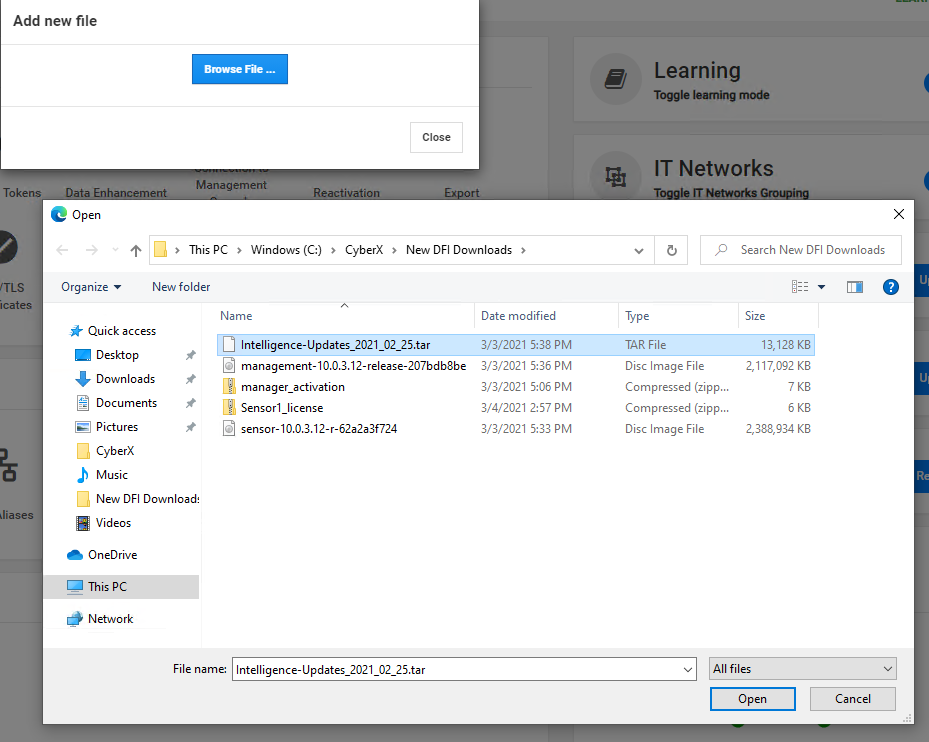 Add new file
Browse File ...
Close
Learning
Toggle learning mode
IT Networks
Toggle IT Networks Grouping
Tokens
Data Enhancement
Connection to
Management
Reactivation
Export
/TLS
icates
Aliases
Open
This PC > Windows (C:) > CyberX > New DFI Downloads >
Search New DFI Downloads
Organize
New folder
Name Date modified Type Size
Intelligence-Updates_2021_02_25.tar 3/3/2021 5:38 PM TAR File 13,128 KB
management-10.0.3.12-release-207bdb8be 3/3/2021 5:36 PM Disc Image File 2,117,092 KB
manager_activation 3/3/2021 5:06 PM Compressed (zipp... 7 KB
Sensor1_license 3/4/2021 2:57 PM Compressed (zipp... 6 KB
sensor-10.0.3.12-r-62a2a3f724 3/3/2021 5:33 PM Disc Image File 2,388,934 KB
Quick access
Desktop
Downloads
Documents
Pictures
CyberX
Music
New DFI Downloads
Videos
OneDrive
This PC
Network
File name: Intelligence-Updates_2021_02_25.tar
All files
Open
Cancel